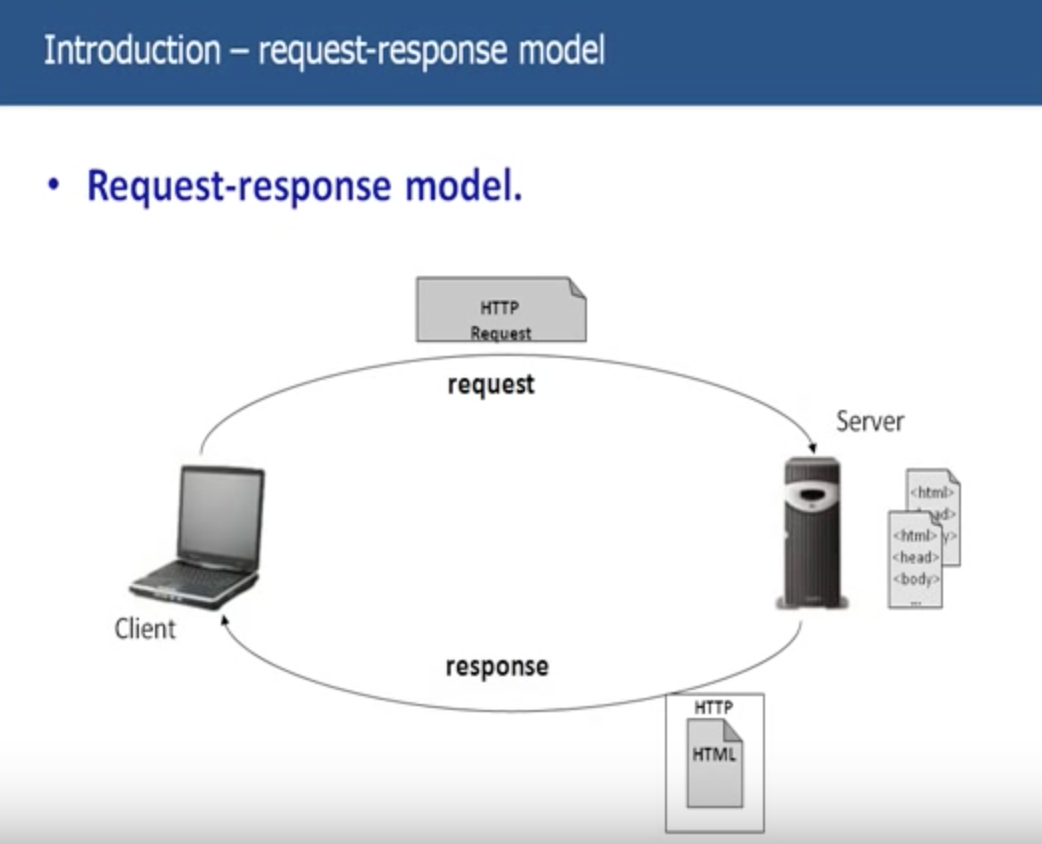 Introduction – request-response model
• Request-response model.
HTTP
Request
request
Server
<html>
ad>
y>
<html>
<head>
<body>
...
Client
response
HTTP
HTML